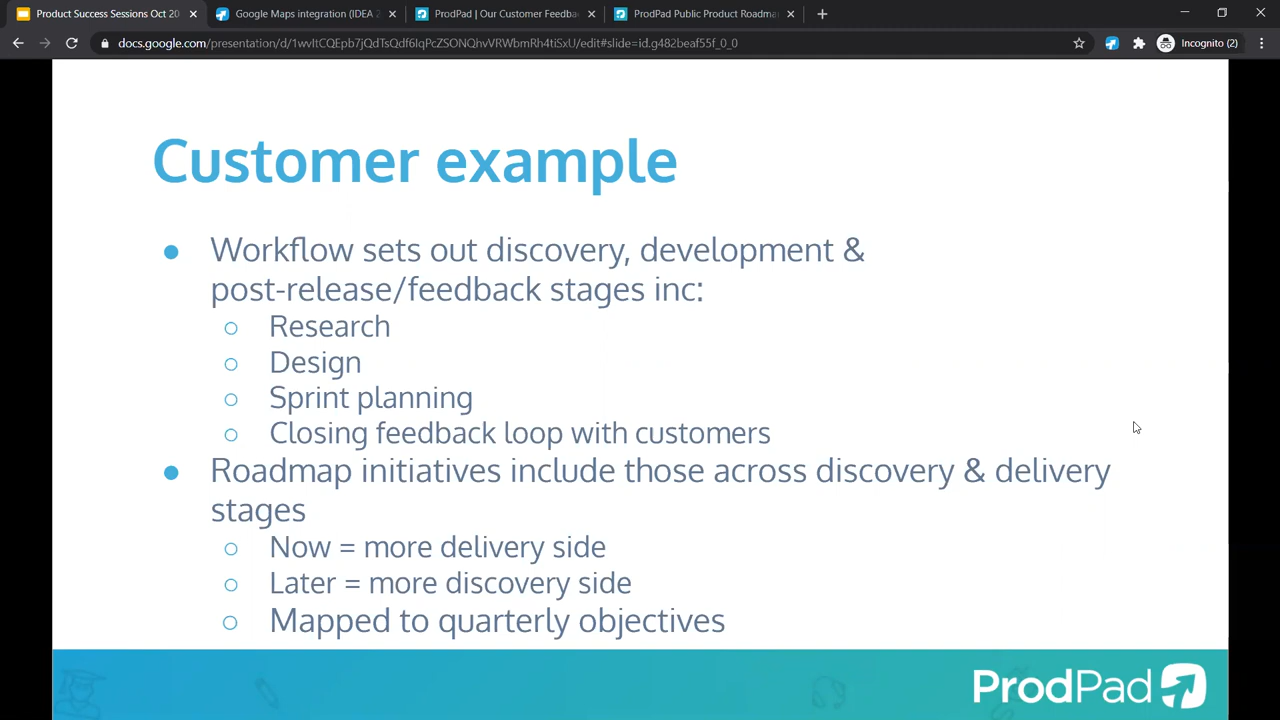 Product Success Sessions Oct 20
Google Maps integration (IDEA 2
ProdPad | Our Customer Feedba
ProdPad Public Product Roadma
docs.google.com/presentation/d/1wvItCQEpb7jQdTsQdf6IqPcZSONQhvVRWbmRh4tiSxU/edit#slide=id.g482beaf55f_0_0
Incognito (2)
Customer example
● Workflow sets out discovery, development &
post-release/feedback stages inc:
○ Research
○ Design
○ Sprint planning
○ Closing feedback loop with customers
● Roadmap initiatives include those across discovery & delivery
stages
○ Now = more delivery side
○ Later = more discovery side
○ Mapped to quarterly objectives
ProdPad